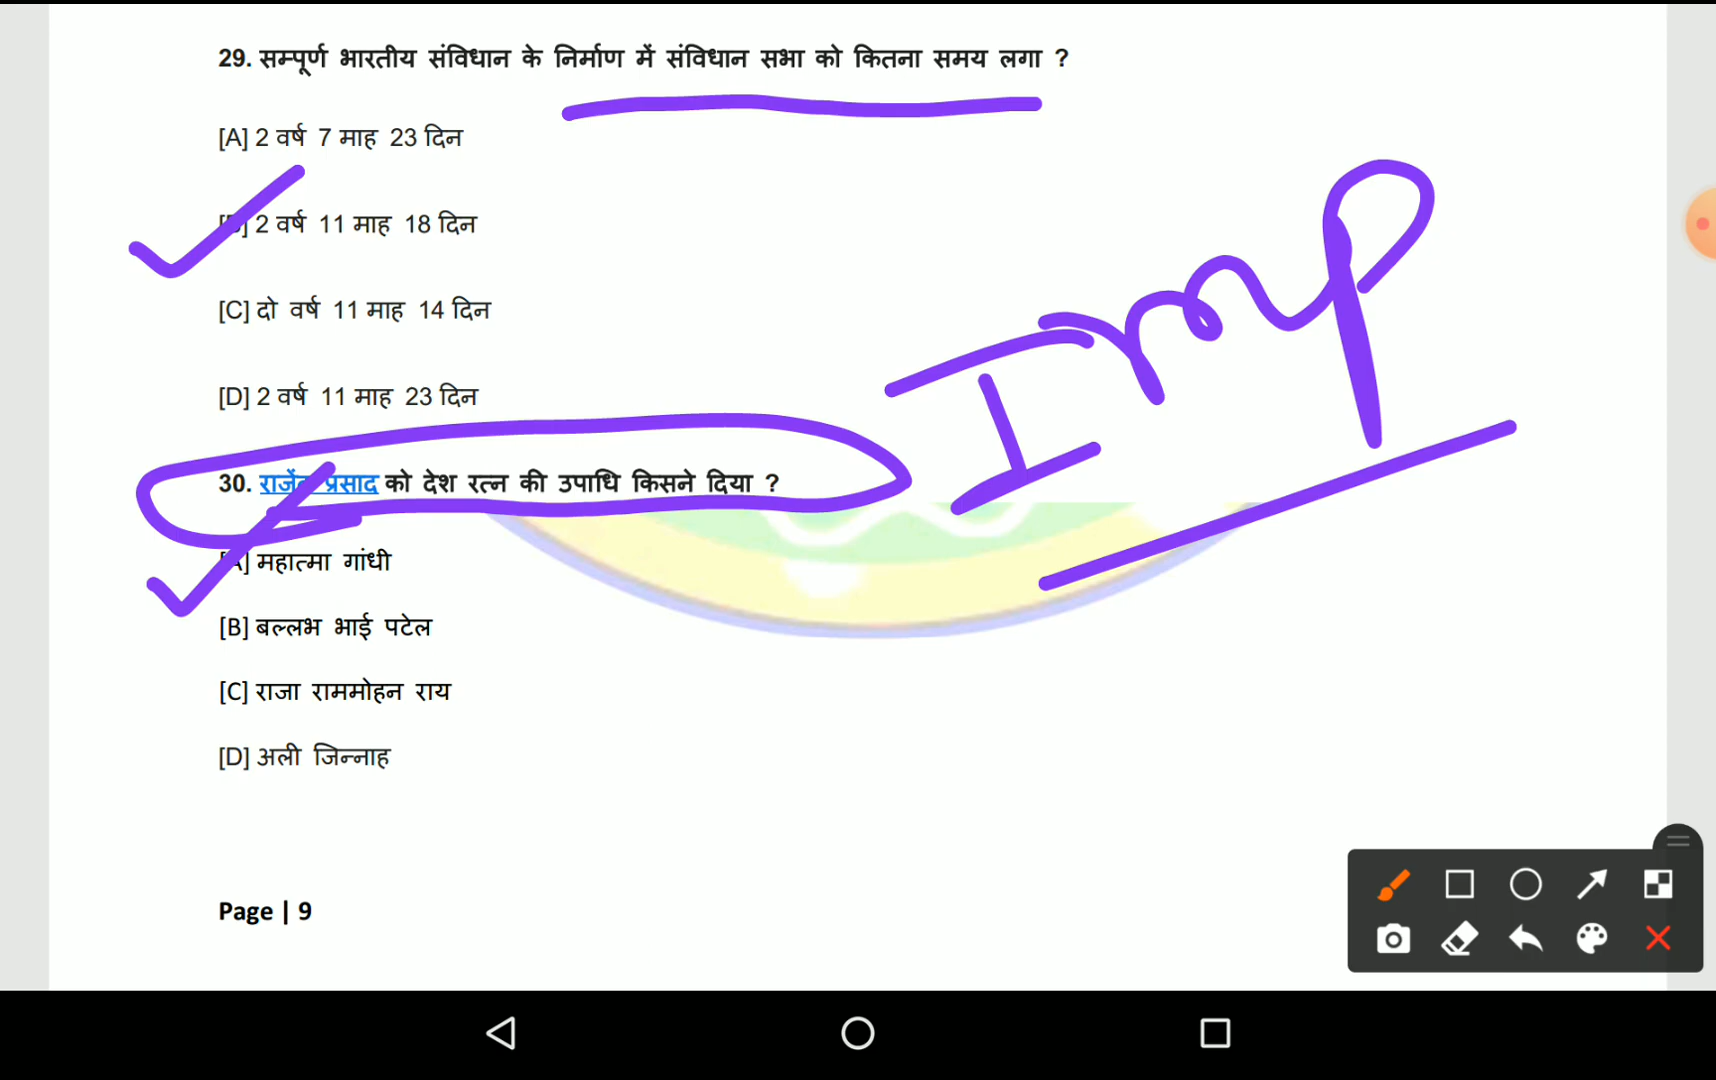 29. सम्पूर्ण भारतीय संविधान के निर्माण में संविधान सभा को कितना समय लगा ?
[A] 2 वर्ष 7 माह 23 दिन
[B] 2 वर्ष 11 माह 18 दिन
[C] दो वर्ष 11 माह 14 दिन
[D] 2 वर्ष 11 माह 23 दिन
Imp
30. राजेंद्र प्रसाद को देश रत्न की उपाधि किसने दिया ?
[A] महात्मा गांधी
[B] बल्लभ भाई पटेल
[C] राजा राममोहन राय
[D] अली जिन्नाह
Page | 9